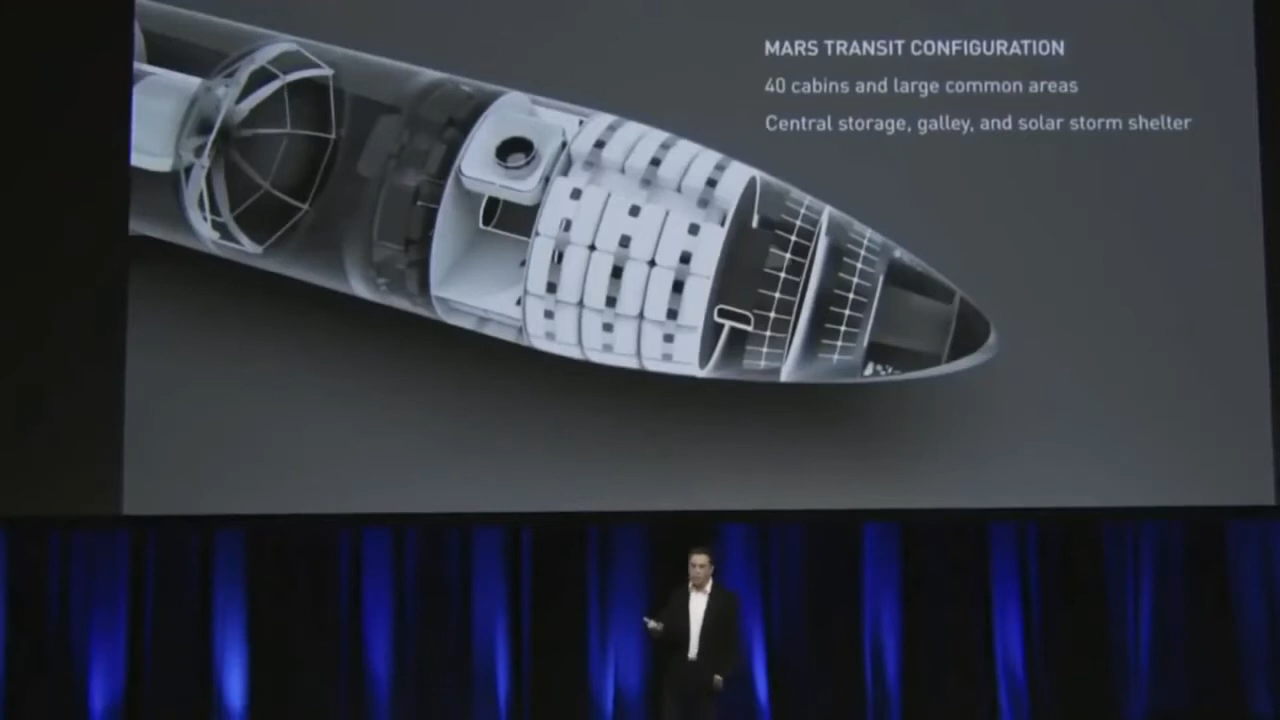 MARS TRANSIT CONFIGURATION
40 cabins and large common areas
Central storage, galley, and solar storm shelter